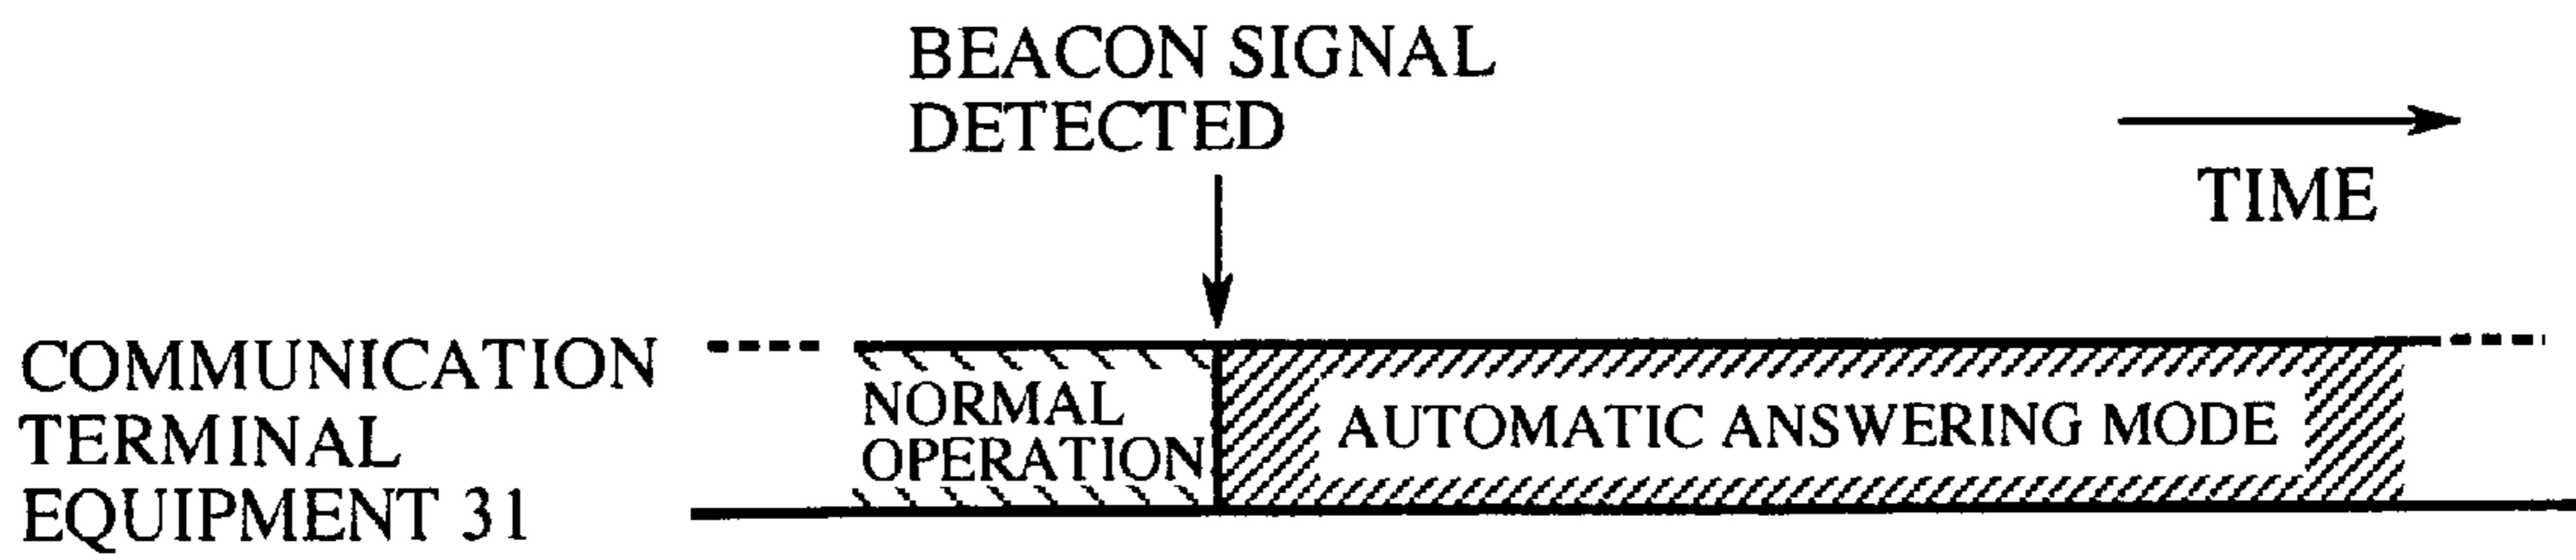 BEACON SIGNAL
DETECTED
TIME
COMMUNICATION
TERMINAL
EQUIPMENT 31
NORMAL
OPERATION
AUTOMATIC ANSWERING MODE